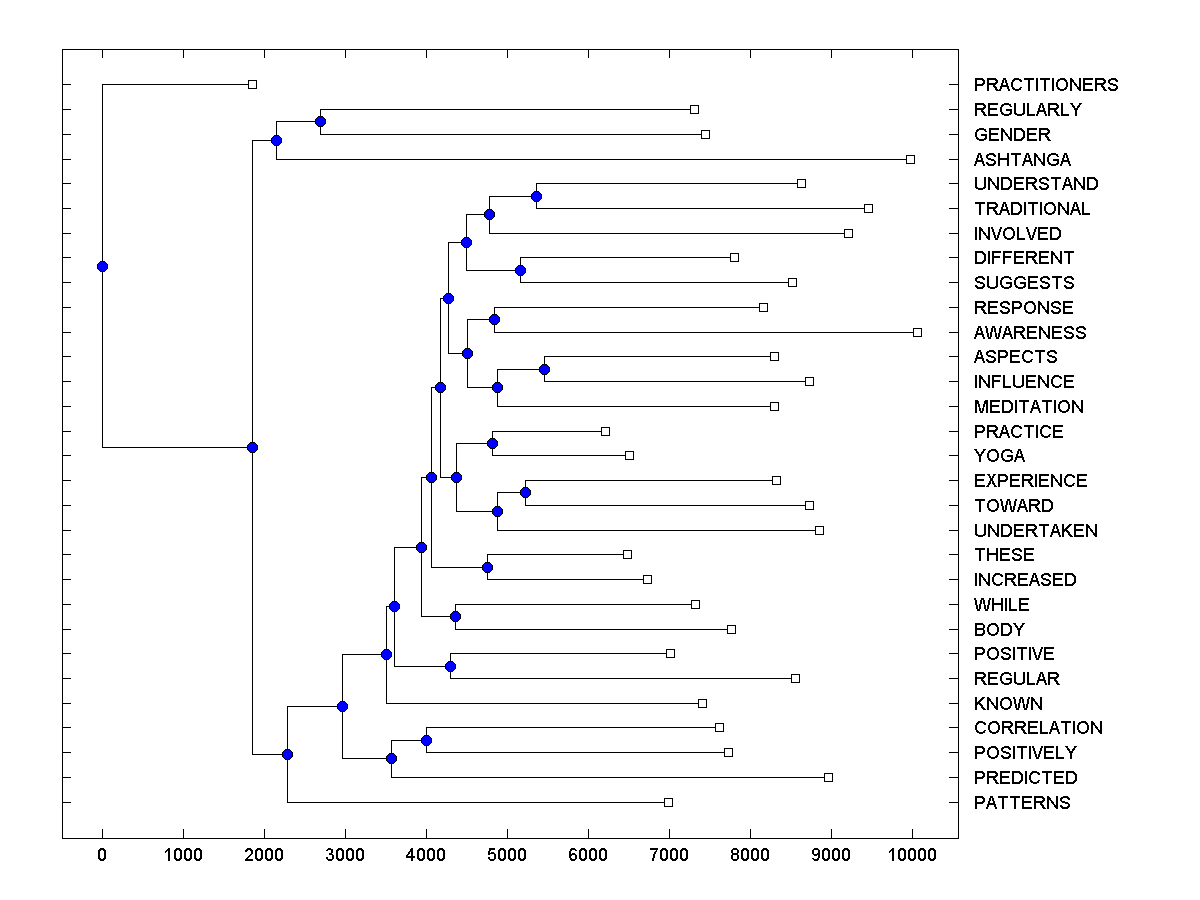 PRACTITIONERS
REGULARLY
GENDER
ASHTANGA
UNDERSTAND
TRADITIONAL
INVOLVED
DIFFERENT
SUGGESTS
RESPONSE
AWARENESS
ASPECTS
INFLUENCE
MEDITATION
PRACTICE
YOGA
EXPERIENCE
TOWARD
UNDERTAKEN
THESE
INCREASED
WHILE
BODY
POSITIVE
REGULAR
KNOWN
CORRELATION
POSITIVELY
PREDICTED
PATTERNS
0 1000 2000 3000 4000 5000 6000 7000 8000 9000 10000